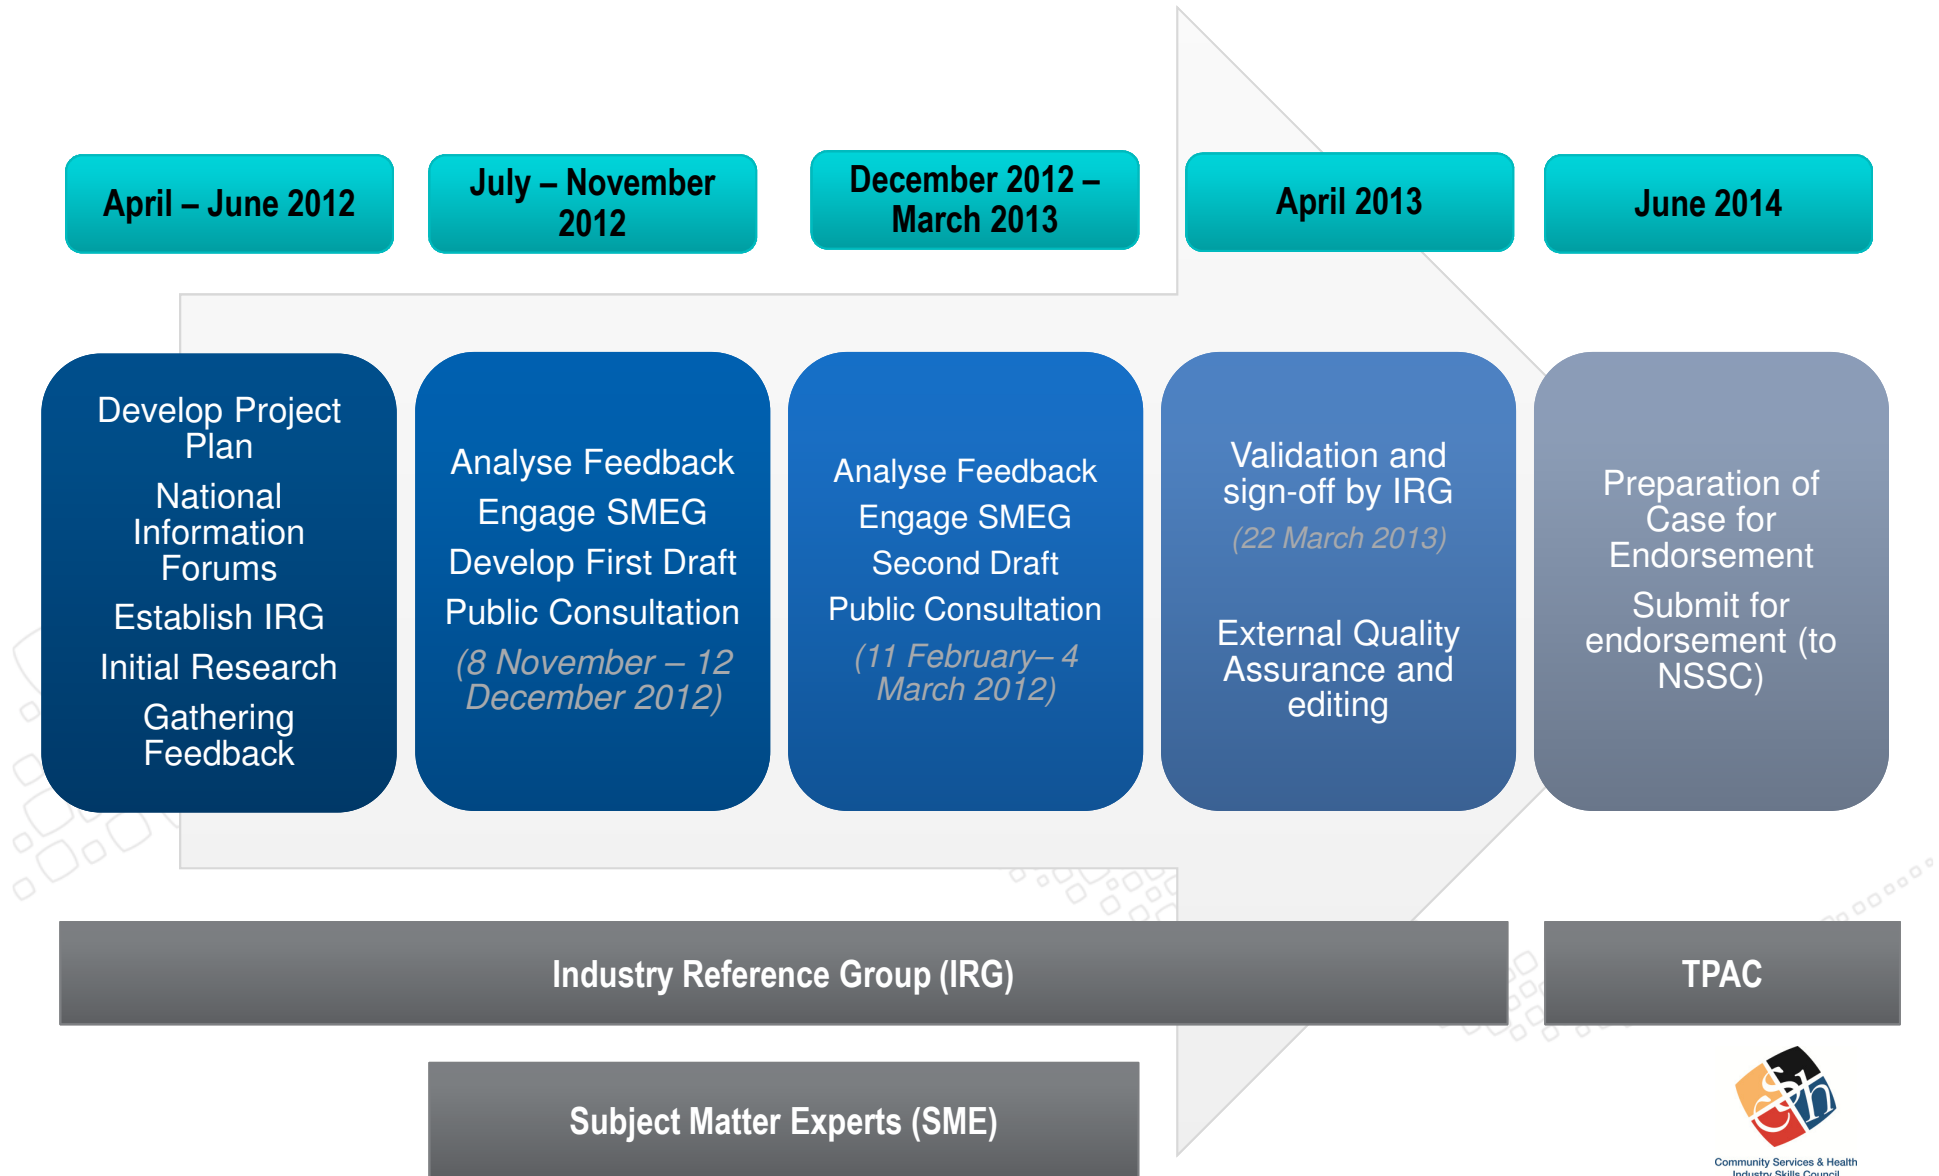 April – June 2012
July – November
2012
December 2012 –
March 2013
April 2013
June 2014
Develop Project
Plan
National
Information
Forums
Establish IRG
Initial Research
Gathering
Feedback
Analyse Feedback
Engage SMEG
Develop First Draft
Public Consultation
(8 November – 12
December 2012)
Analyse Feedback
Engage SMEG
Second Draft
Public Consultation
(11 February– 4
March 2012)
Validation and
sign-off by IRG
(22 March 2013)
External Quality
Assurance and
editing
Preparation of
Case for
Endorsement
Submit for
endorsement (to
NSSC)
Industry Reference Group (IRG)
TPAC
Subject Matter Experts (SME)
cs&h
Community Services & Health
Industry Skills Council